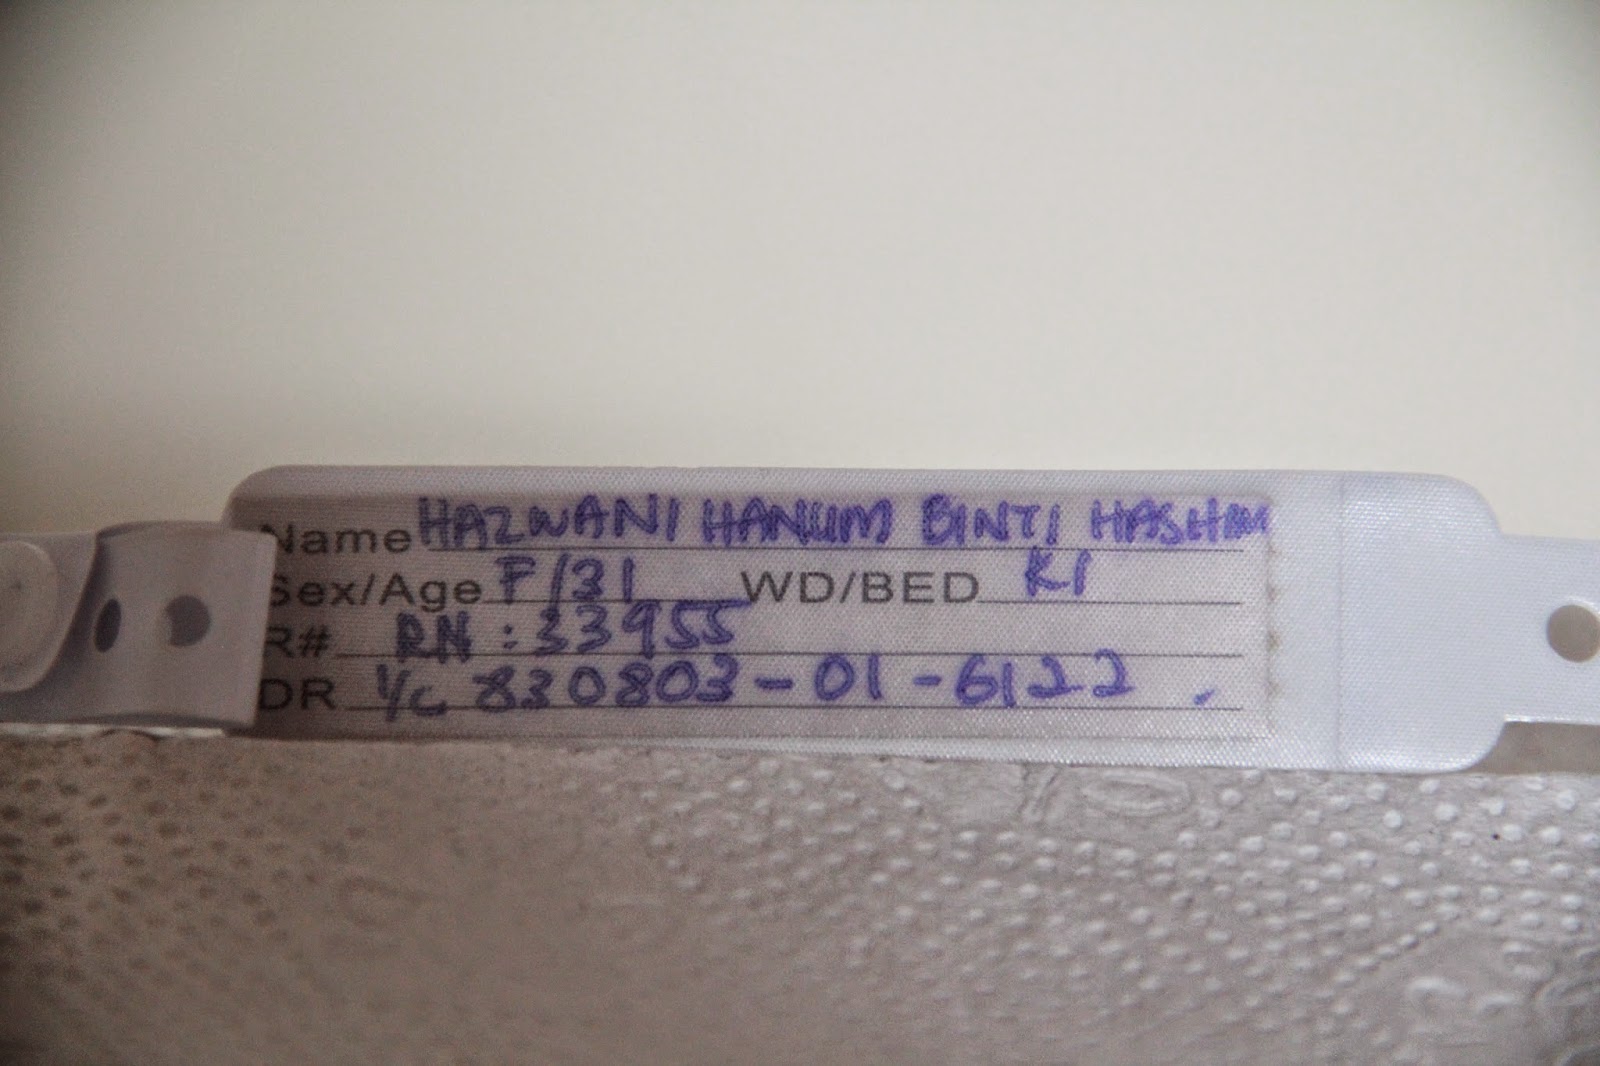 Name HAZWANI HANUM BINTI HASHIM
Sex/Age F/31 WD/BED K1
R# RN: 33955
DR I/C 830803-01-6122